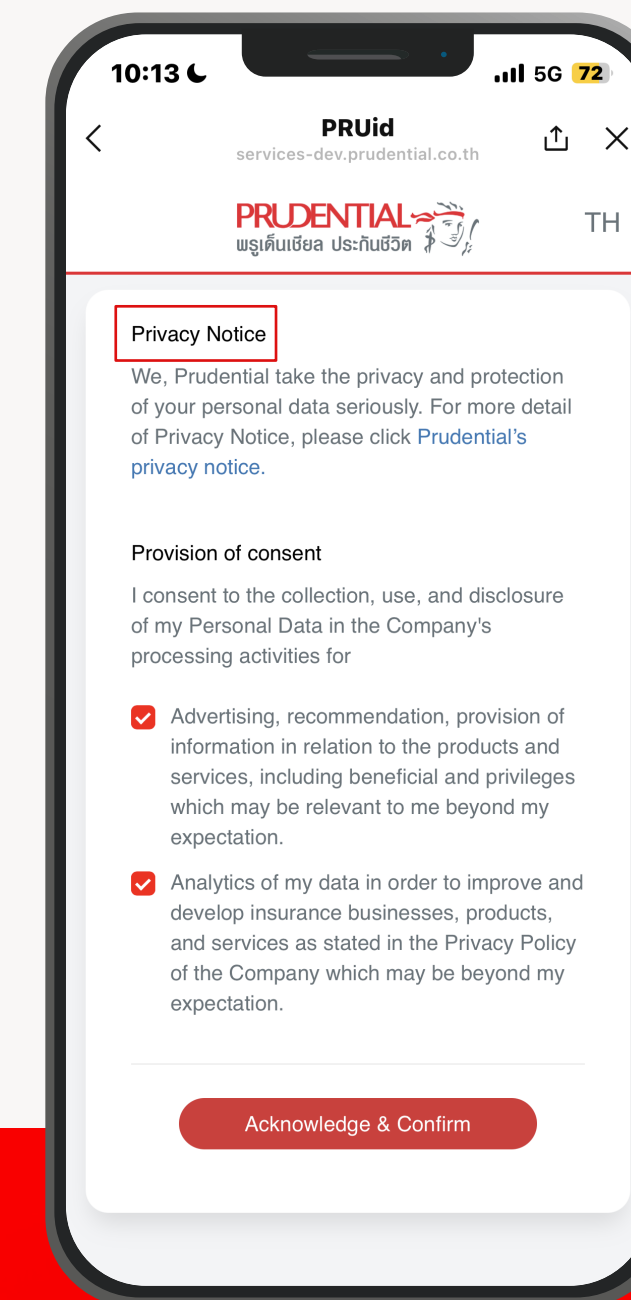 10:13
5G 72
PRUid
services-dev.prudential.co.th
PRUDENTIAL
พรูเด็นเชียล ประกันชีวิต
TH
Privacy Notice
We, Prudential take the privacy and protection
of your personal data seriously. For more detail
of Privacy Notice, please click Prudential's
privacy notice.
Provision of consent
I consent to the collection, use, and disclosure
of my Personal Data in the Company's
processing activities for
Advertising, recommendation, provision of
information in relation to the products and
services, including beneficial and privileges
which may be relevant to me beyond my
expectation.
Analytics of my data in order to improve and
develop insurance businesses, products,
and services as stated in the Privacy Policy
of the Company which may be beyond my
expectation.
Acknowledge & Confirm